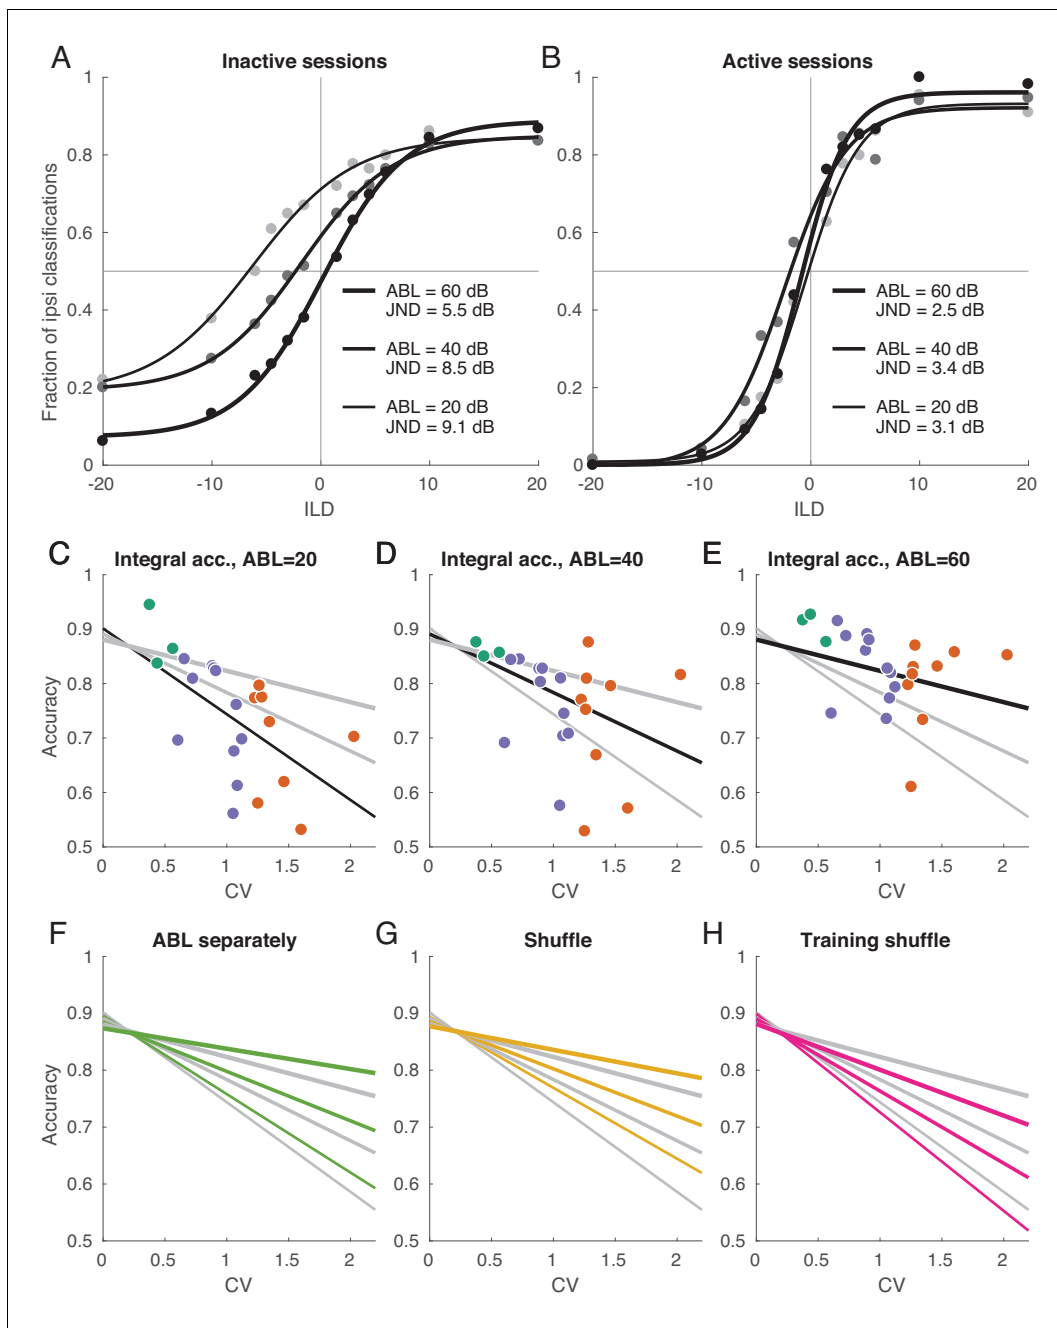 A
Inactive sessions
B
Active sessions
Fraction of ipsi classifications
1
0.8
0.6
0.4
0.2
0
ABL = 60 dB
JND = 5.5 dB
ABL = 40 dB
JND = 8.5 dB
ABL = 20 dB
JND = 9.1 dB
-20
-10
0
10
20
ILD
1
0.8
0.6
0.4
0.2
0
ABL = 60 dB
JND = 2.5 dB
ABL = 40 dB
JND = 3.4 dB
ABL = 20 dB
JND = 3.1 dB
-20
-10
0
10
20
ILD
C
Integral acc., ABL=20
Accuracy
1
0.9
0.8
0.7
0.6
0.5
0
0.5
1
1.5
2
CV
D
Integral acc., ABL=40
1
0.9
0.8
0.7
0.6
0.5
0
0.5
1
1.5
2
CV
E
Integral acc., ABL=60
1
0.9
0.8
0.7
0.6
0.5
0
0.5
1
1.5
2
CV
F
ABL separately
Accuracy
1
0.9
0.8
0.7
0.6
0.5
0
0.5
1
1.5
2
CV
G
Shuffle
1
0.9
0.8
0.7
0.6
0.5
0
0.5
1
1.5
2
CV
H
Training shuffle
1
0.9
0.8
0.7
0.6
0.5
0
0.5
1
1.5
2
CV